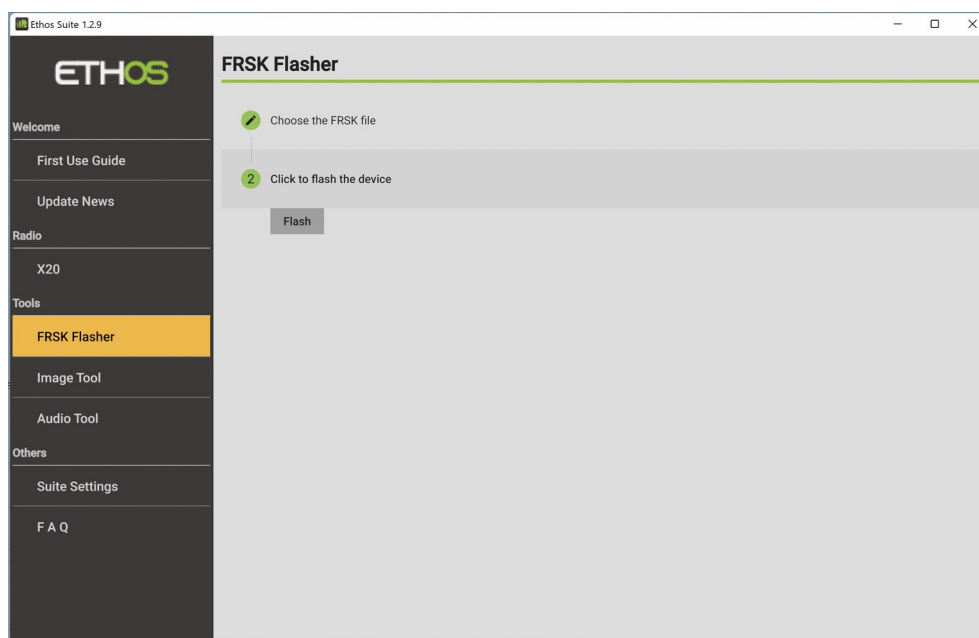 Ethos Suite 1.2.9
ETHOS
Welcome
First Use Guide
Update News
Radio
X20
Tools
FRSK Flasher
Image Tool
Audio Tool
Others
Suite Settings
F A Q
FRSK Flasher
Choose the FRSK file
2 Click to flash the device
Flash